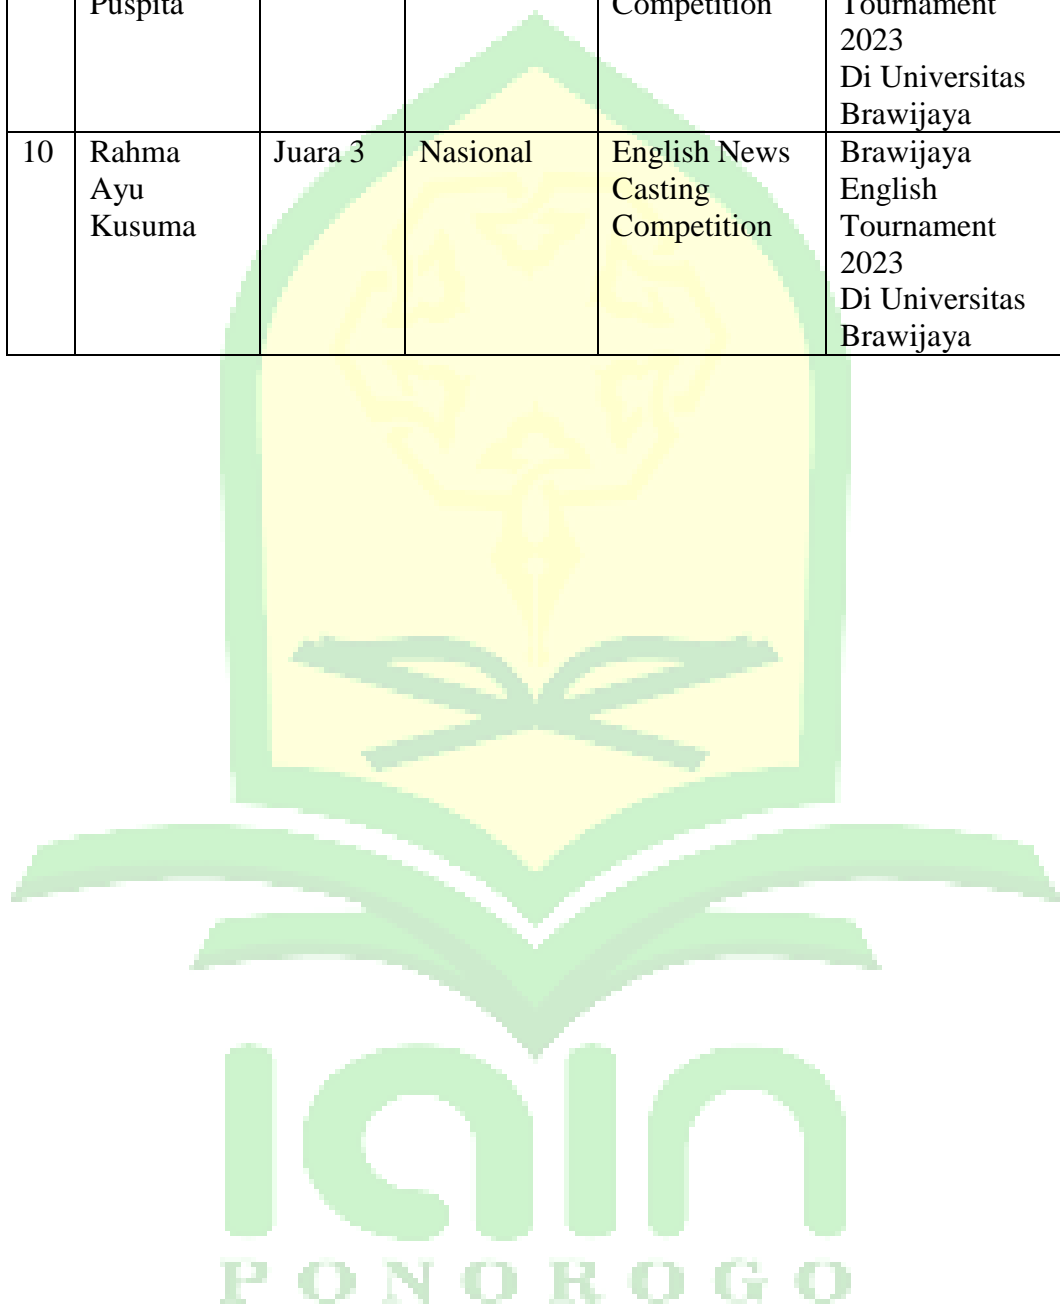 Puspita Competition Tournament
2023
Di Universitas
Brawijaya
10 Rahma Juara 3 Nasional English News Brawijaya
Ayu Casting English
Kusuma Competition Tournament
2023
Di Universitas
Brawijaya
iain
PONOROGO